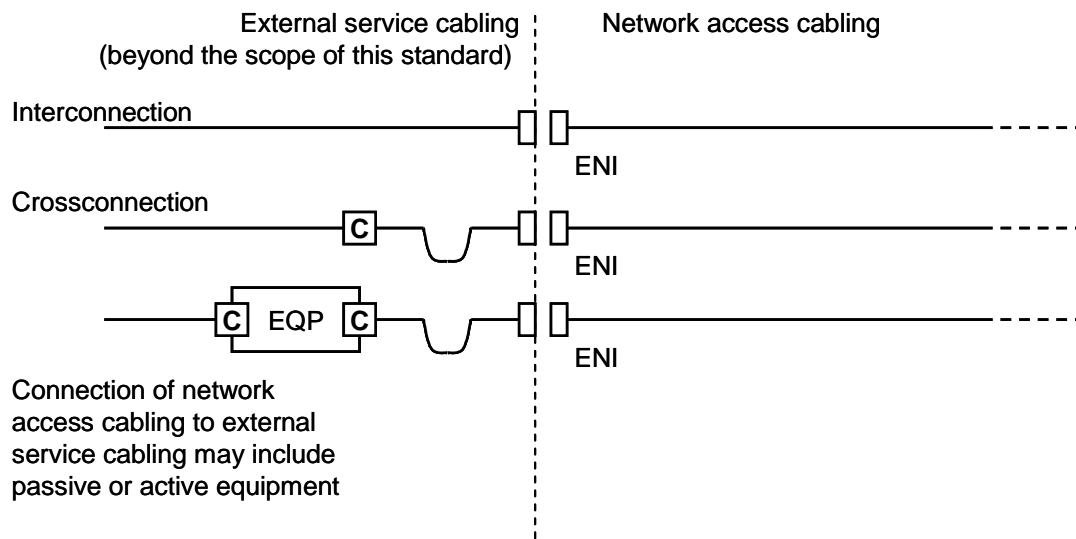 External service cabling
(beyond the scope of this standard)
Network access cabling
Interconnection
ENI
Crossconnection
C
ENI
C EQP C
ENI
Connection of network
access cabling to external
service cabling may include
passive or active equipment